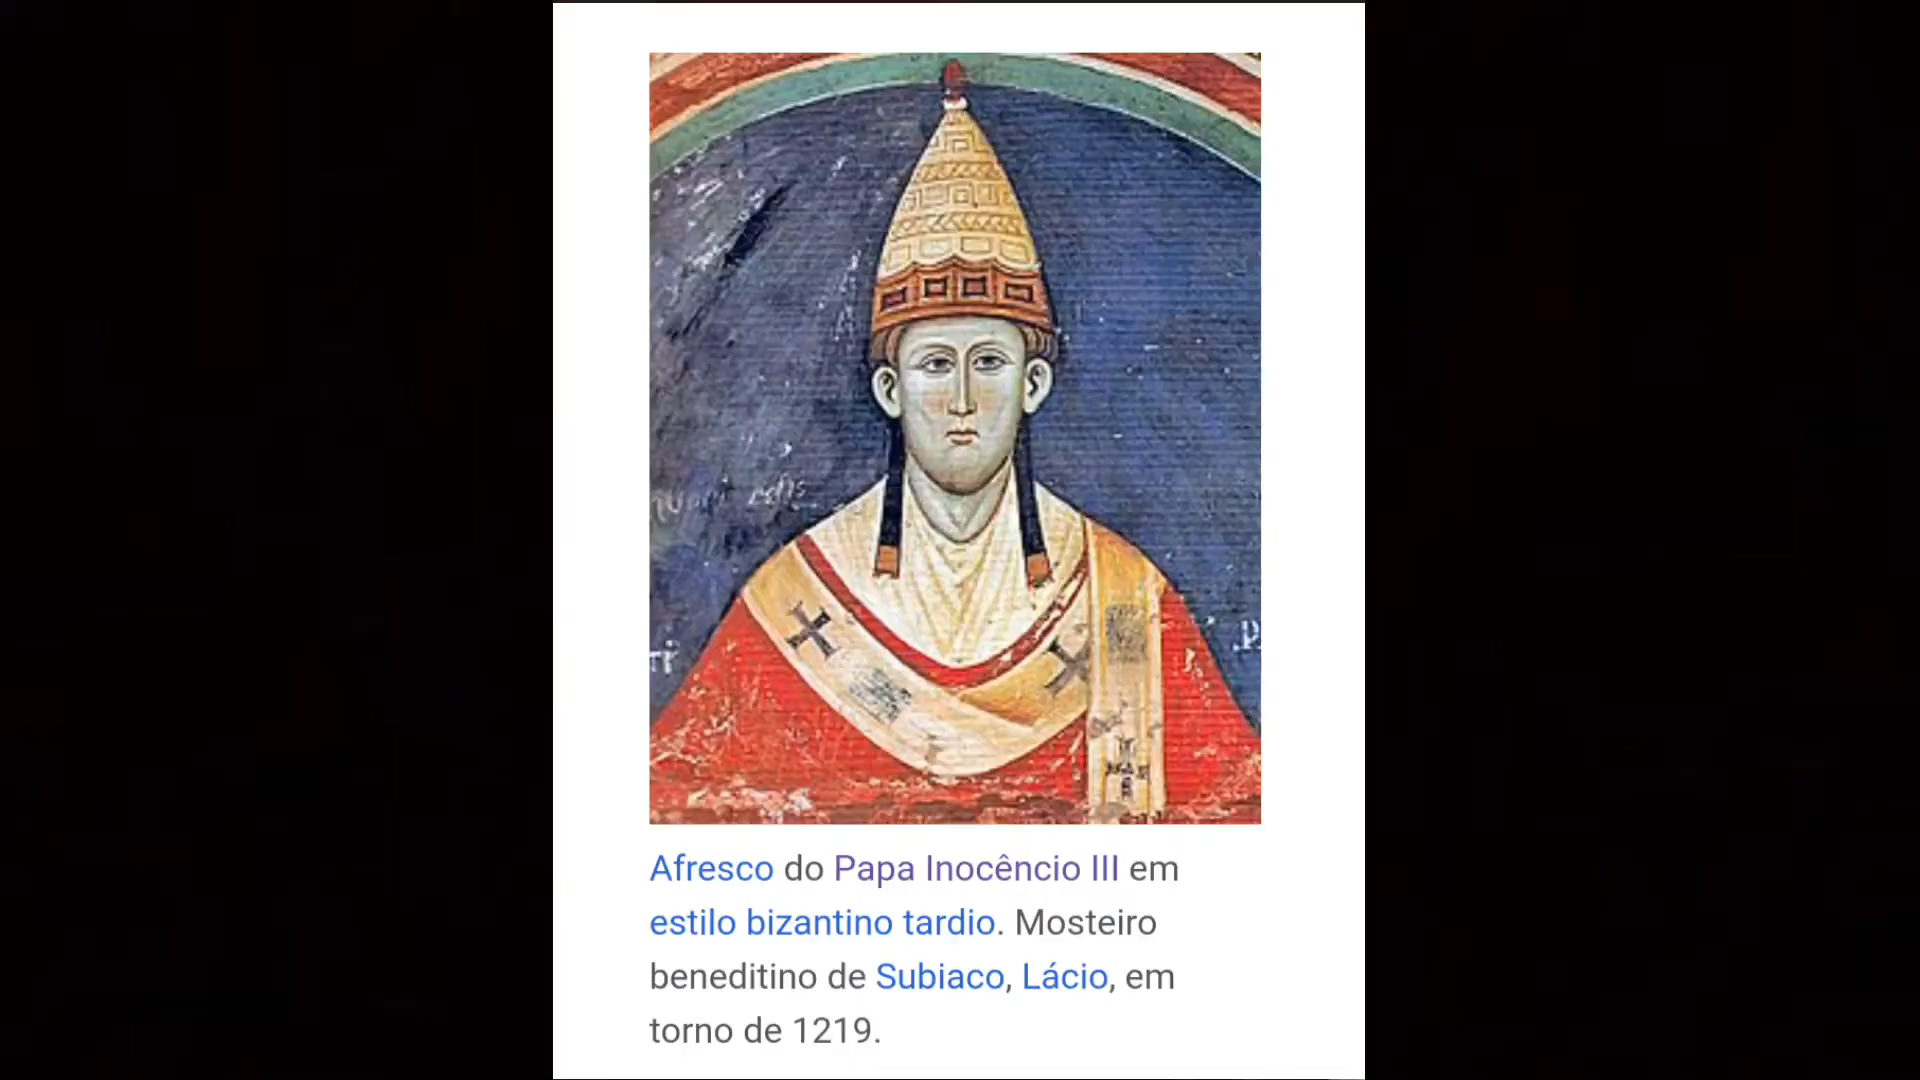 Afresco do Papa Inocêncio III em
estilo bizantino tardio. Mosteiro
beneditino de Subiaco, Lácio, em
torno de 1219.